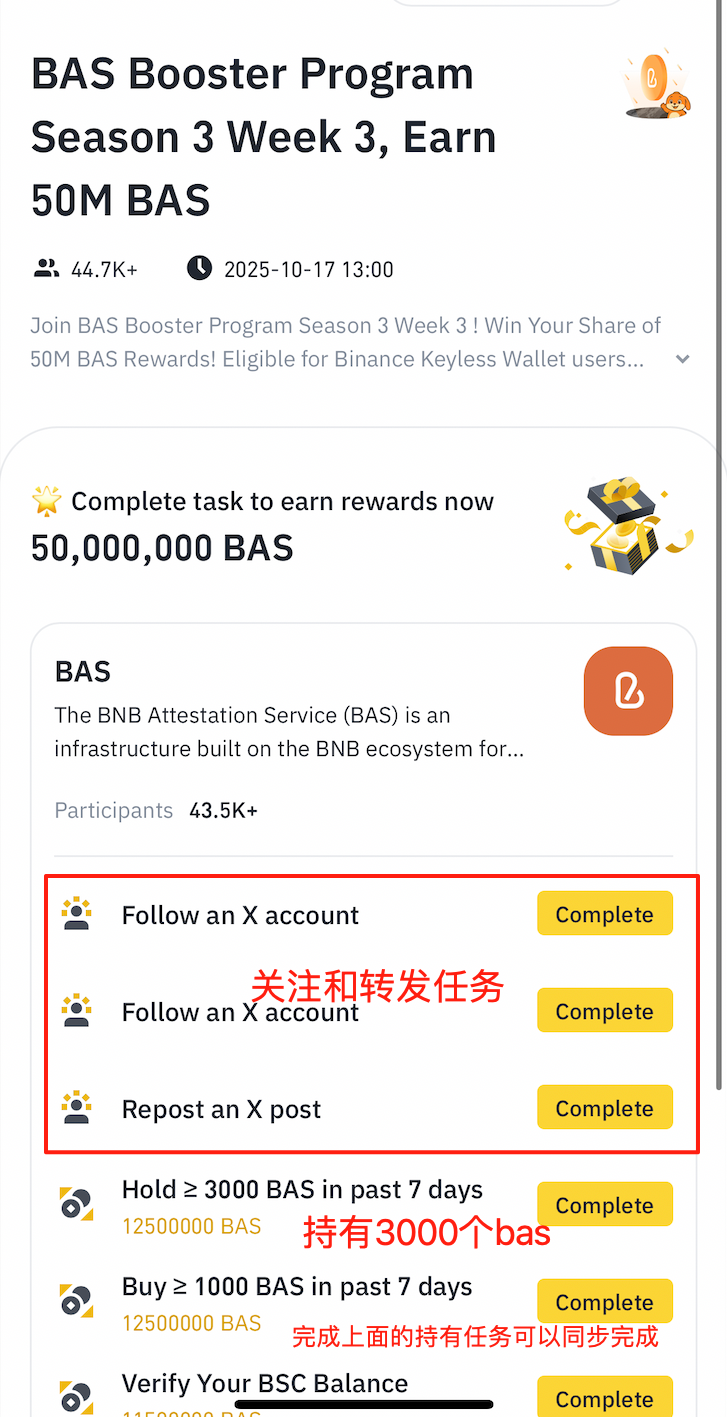 BAS Booster Program
Season 3 Week 3, Earn
50M BAS
44.7K+ 2025-10-17 13:00
Join BAS Booster Program Season 3 Week 3 ! Win Your Share of
50M BAS Rewards! Eligible for Binance Keyless Wallet users...
Complete task to earn rewards now
50,000,000 BAS
BAS
The BNB Attestation Service (BAS) is an
infrastructure built on the BNB ecosystem for...
Participants 43.5K+
Follow an X account Complete
关注和转发任务
Follow an X account Complete
Repost an X post Complete
Hold ≥ 3000 BAS in past 7 days Complete
12500000 BAS
持有3000个bas
Buy ≥ 1000 BAS in past 7 days Complete
12500000 BAS
完成上面的持有任务可以同步完成
Verify Your BSC Balance Complete